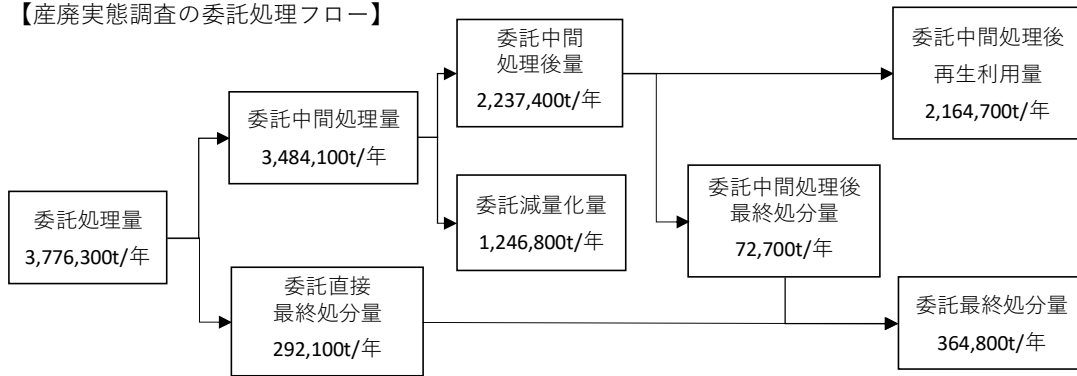 【産廃実態調査の委託処理フロー】
委託処理量
3,776,300t/年
委託中間処理量
3,484,100t/年
委託直接
最終処分量
292,100t/年
委託中間
処理後量
2,237,400t/年
委託減量化量
1,246,800t/年
委託中間処理後
最終処分量
72,700t/年
委託中間処理後
再生利用量
2,164,700t/年
委託最終処分量
364,800t/年